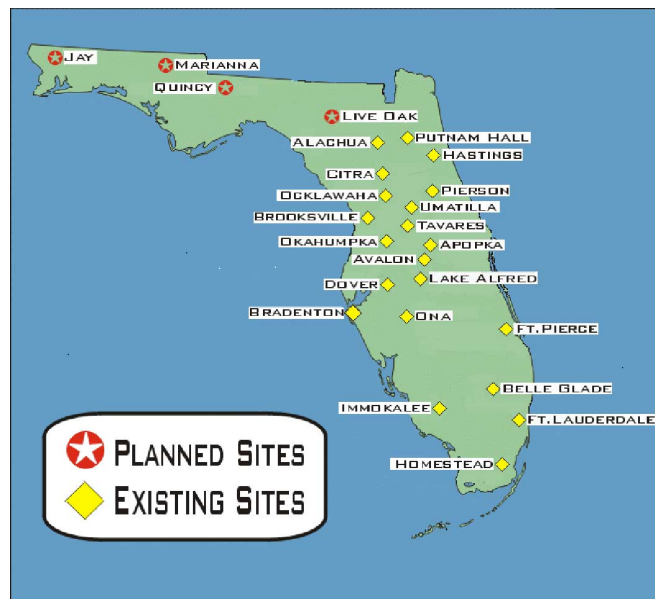 JAY
MARIANNA
QUINCY
LIVE OAK
PUTNAM HALL
ALACHUA
HASTINGS
CITRA
PIERSON
OCKLAWAHA
UMATILLA
BROOKSVILLE
TAVARES
OKAHUMPKA
APOPKA
AVALON
LAKE ALFRED
DOVER
BRADENTON
ONA
FT.PIERCE
BELLE GLADE
IMMOKALEE
FT.LAUDERDALE
HOMESTEAD
PLANNED SITES
EXISTING SITES